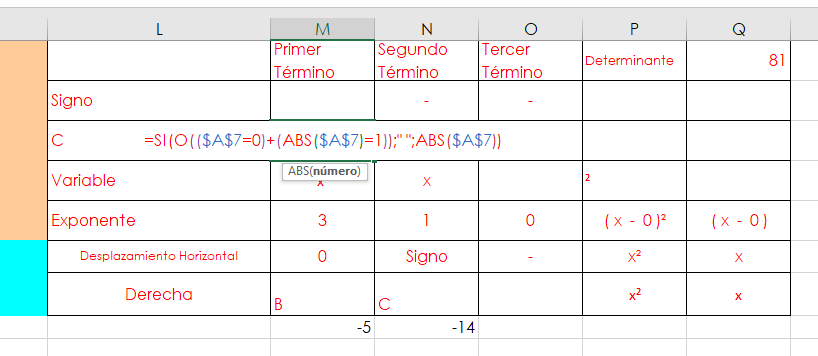 L M N O P Q
Primer Término Segundo Término Tercer Término Determinante 81
Signo - -
C =SI(O(($A$7=0)+(ABS($A$7)=1));" ";ABS($A$7))
ABS(número)
Variable x x ²
Exponente 3 1 0 ( x - 0 )² ( x - 0 )
Desplazamiento Horizontal 0 Signo - x² x
Derecha B C x² x
-5 -14